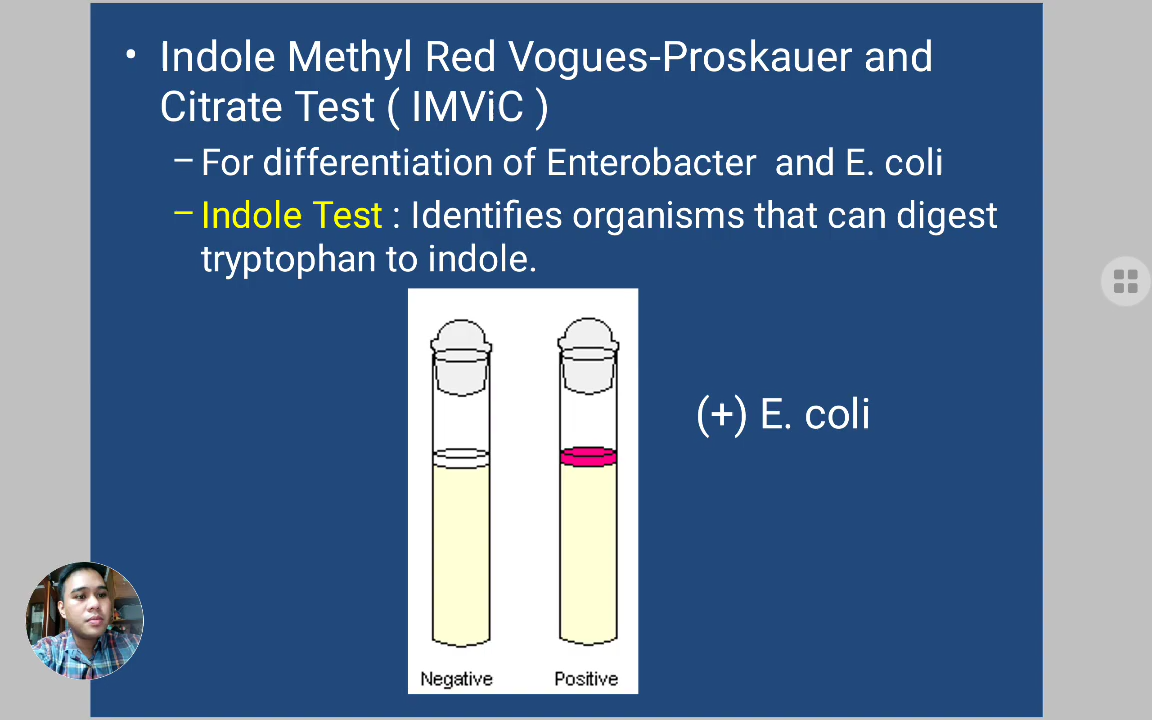 • Indole Methyl Red Vogues-Proskauer and
Citrate Test ( IMViC )
– For differentiation of Enterobacter and E. coli
– Indole Test : Identifies organisms that can digest
tryptophan to indole.
(+) E. coli
Negative Positive